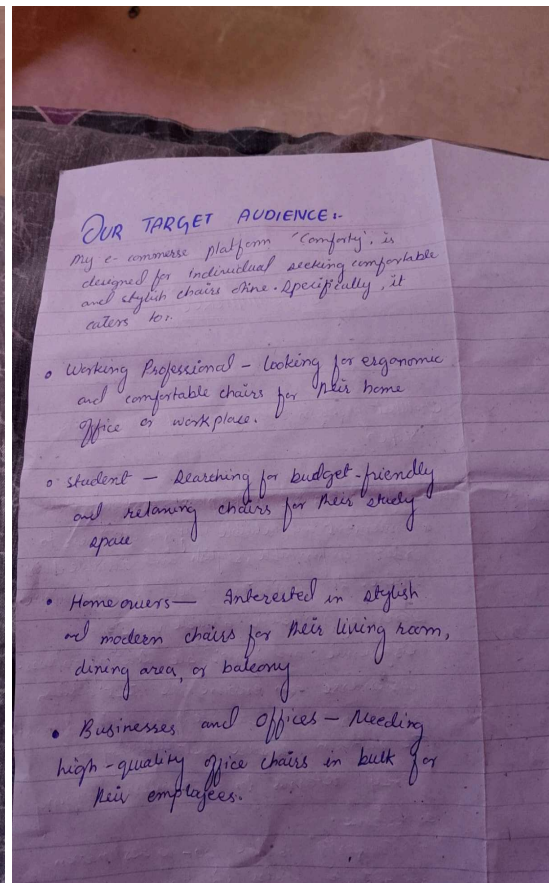 OUR TARGET AUDIENCE:-
My e-commerse platform 'Comforty', is
designed for individual seeking comfortable
and stylish chairs oline. Specifically, it
caters to:-
Working Professional – Looking for ergonomic
and comfortable chairs for their home
office or workplace.
Student – Searching for budget-friendly
and relaxing chairs for their study
space
Home owers – Interested in stylish
and modern chairs for their living room,
dining area, or balcony
Businesses and Offices – Needing
high-quality office chairs in bulk for
their employees.